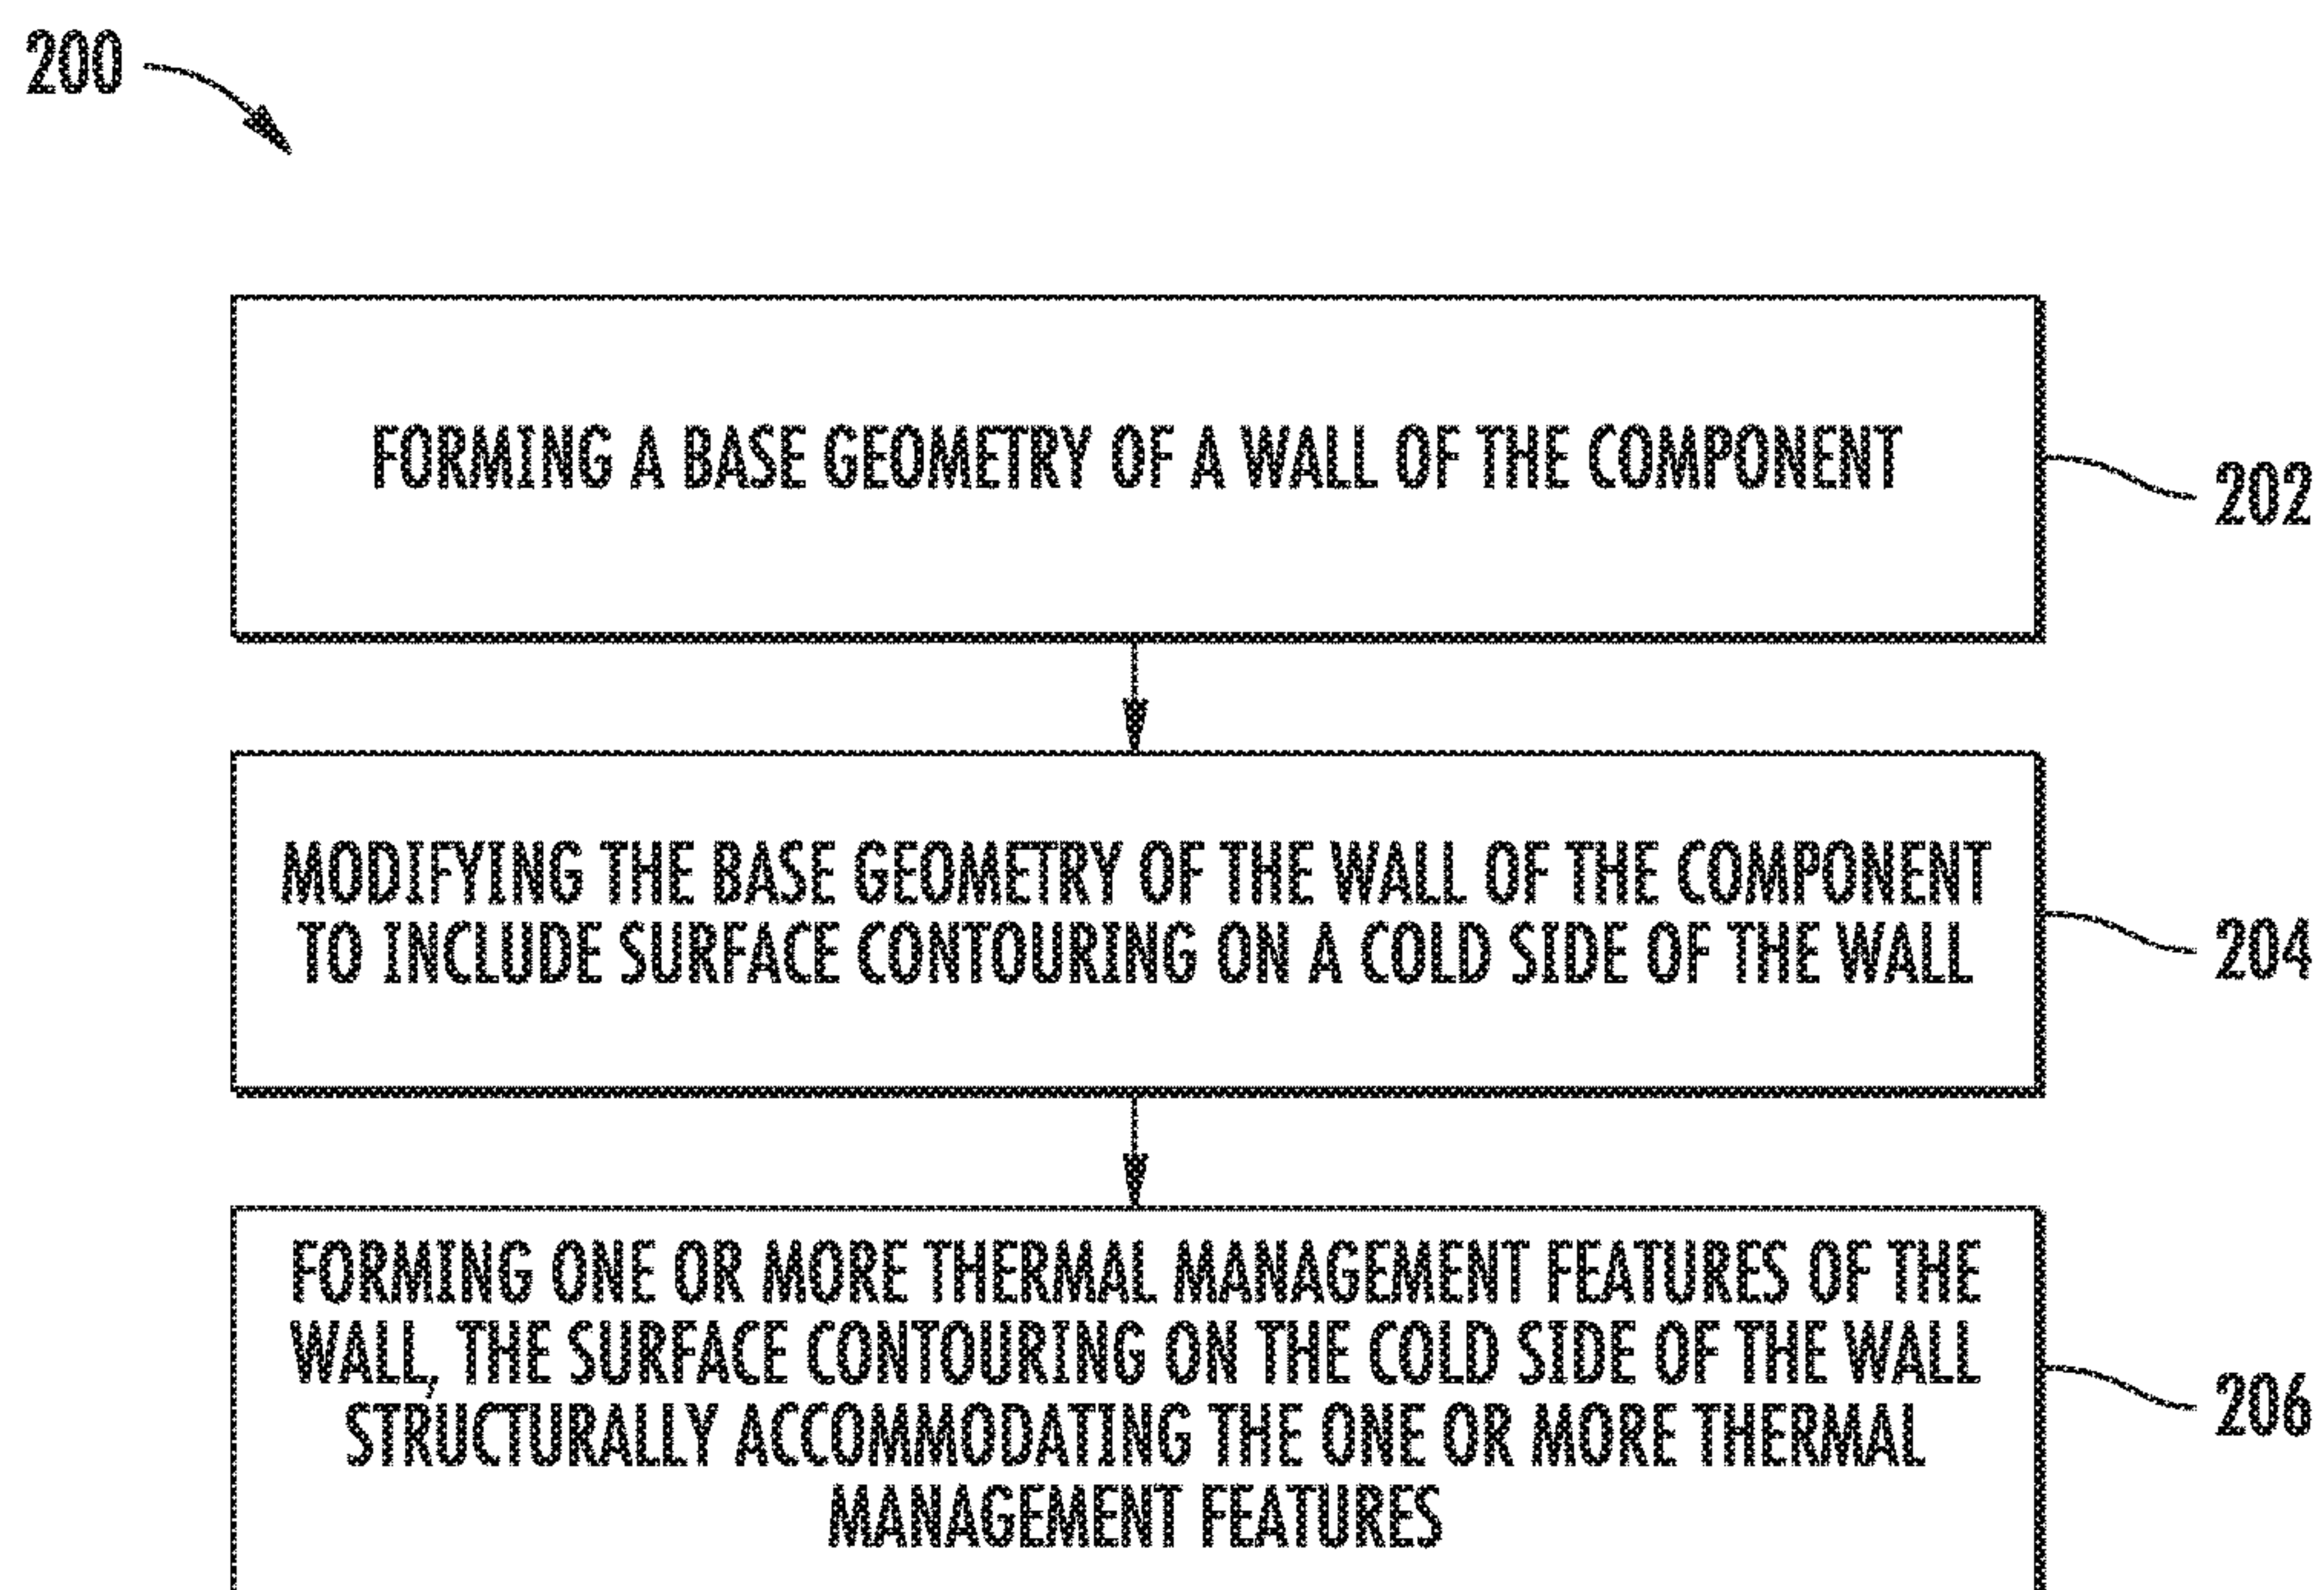 200
FORMING A BASE GEOMETRY OF A WALL OF THE COMPONENT
202
MODIFYING THE BASE GEOMETRY OF THE WALL OF THE COMPONENT
TO INCLUDE SURFACE CONTOURING ON A COLD SIDE OF THE WALL
204
FORMING ONE OR MORE THERMAL MANAGEMENT FEATURES OF THE
WALL, THE SURFACE CONTOURING ON THE COLD SIDE OF THE WALL
STRUCTURALLY ACCOMMODATING THE ONE OR MORE THERMAL
MANAGEMENT FEATURES
206